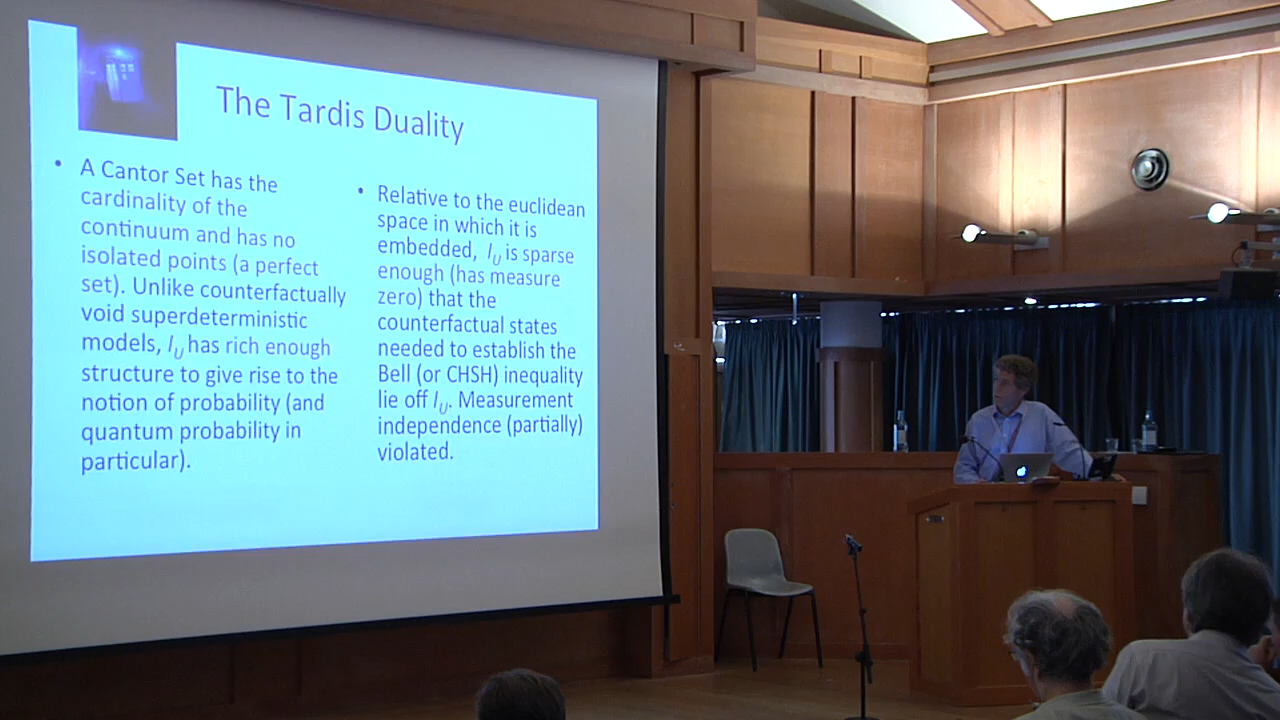 The Tardis Duality
• A Cantor Set has the
cardinality of the
continuum and has no
isolated points (a perfect
set). Unlike counterfactually
void superdeterministic
models, I_U has rich enough
structure to give rise to the
notion of probability (and
quantum probability in
particular).
• Relative to the euclidean
space in which it is
embedded, I_U is sparse
enough (has measure
zero) that the
counterfactual states
needed to establish the
Bell (or CHSH) inequality
lie off I_U. Measurement
independence (partially)
violated.